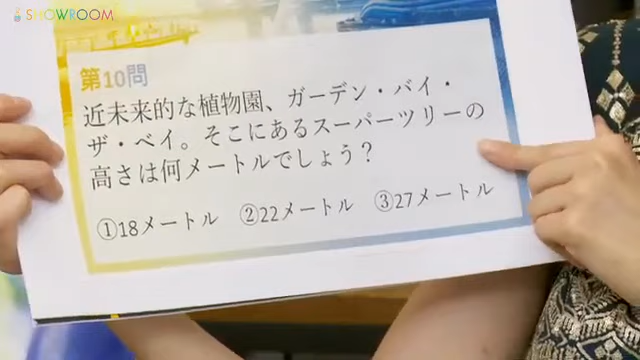 SHOWROOM
第10問
近未来的な植物園、ガーデン・バイ・
ザ・ベイ。そこにあるスーパーツリーの
高さは何メートルでしょう？
①18メートル ②22メートル ③27メートル